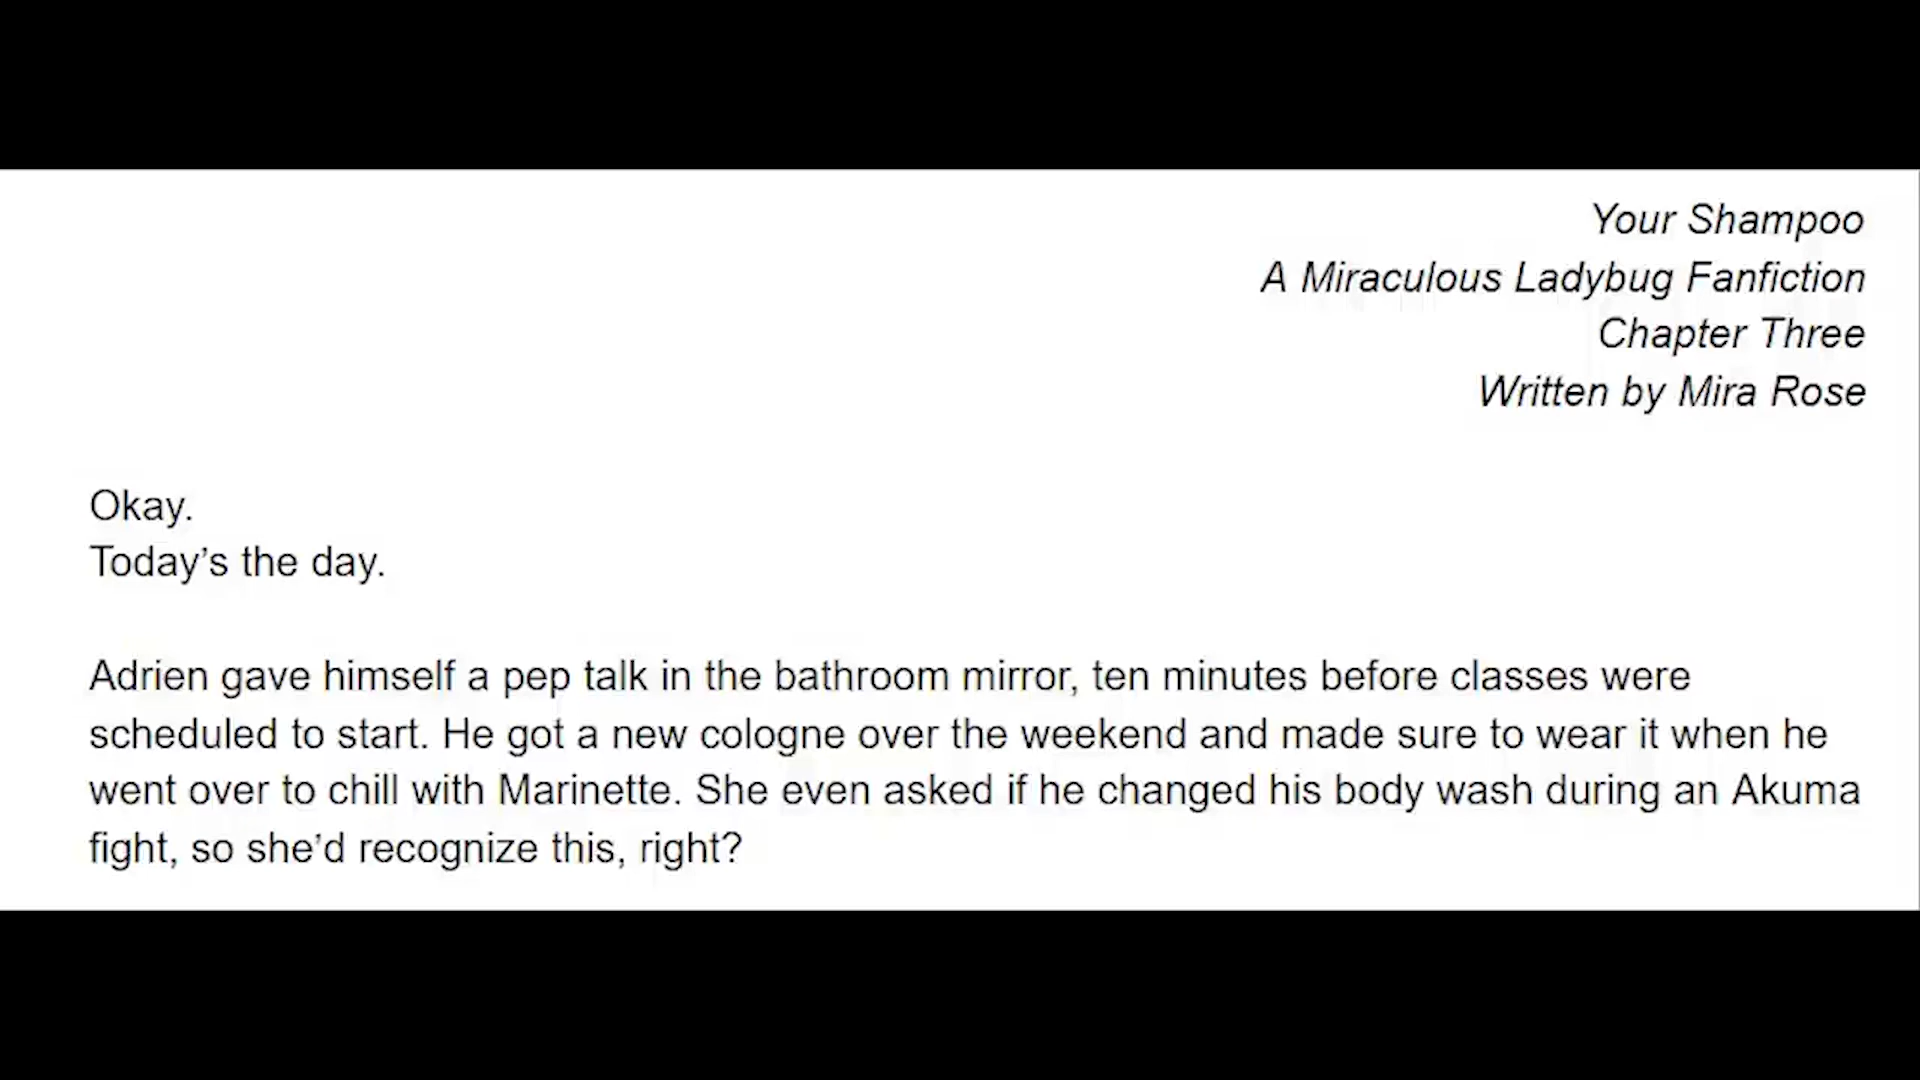 Your Shampoo
A Miraculous Ladybug Fanfiction
Chapter Three
Written by Mira Rose
Okay.
Today’s the day.
Adrien gave himself a pep talk in the bathroom mirror, ten minutes before classes were
scheduled to start. He got a new cologne over the weekend and made sure to wear it when he
went over to chill with Marinette. She even asked if he changed his body wash during an Akuma
fight, so she’d recognize this, right?